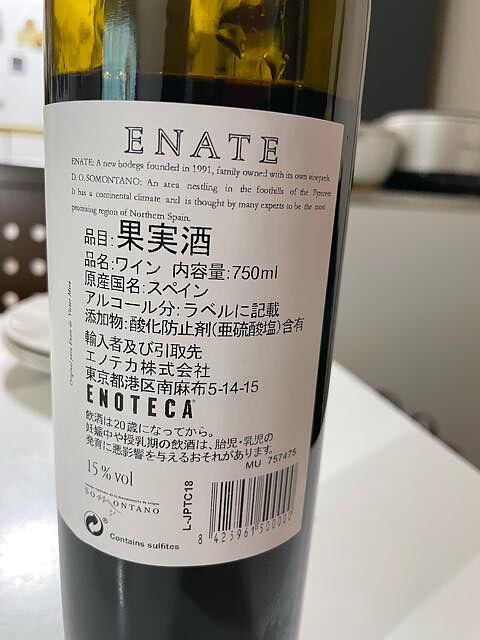 ENATE
ENATE: A new bodega founded in 1991, family owned with its own vineyards.
D. O. SOMONTANO: An area nestling in the foothills of the Pyrenees.
It has a continental climate and is thought by many experts to be the most
promising region of Northern Spain.
品目:果実酒
品名:ワイン 内容量:750ml
原産国名:スペイン
アルコール分:ラベルに記載
添加物:酸化防止剤(亜硫酸塩)含有
輸入者及び引取先
エノテカ株式会社
東京都港区南麻布5-14-15
ENOTECA
飲酒は20歳になってから。
妊娠中や授乳期の飲酒は、胎児・乳児の
発育に悪影響を与えるおそれがあります。
MU 757475
15% vol
SOMONTANO
L-JPTC18
8 423961500000
Contains sulfites